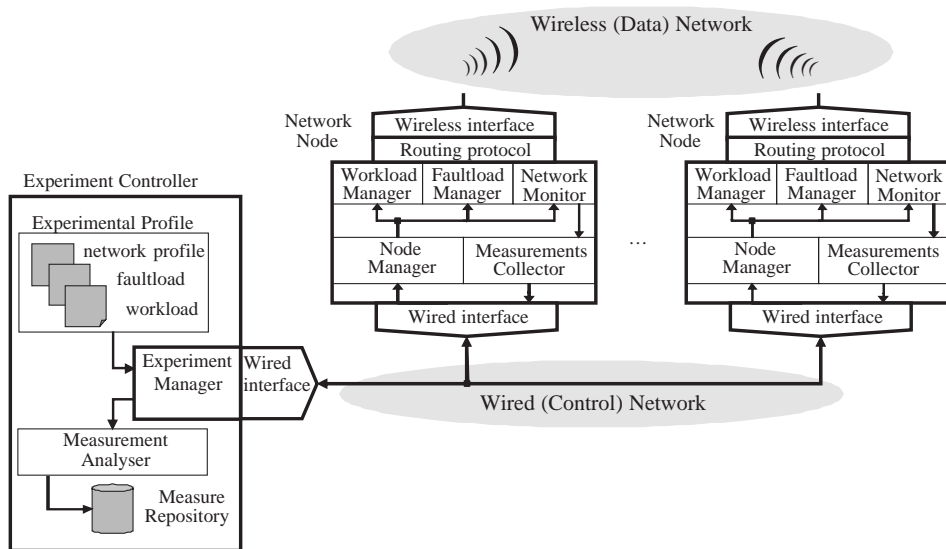 Wireless (Data) Network
Network
Node
Wireless interface
Routing protocol
Workload
Manager
Faultload
Manager
Network
Monitor
Node
Manager
Measurements
Collector
Wired interface
...
Network
Node
Wireless interface
Routing protocol
Workload
Manager
Faultload
Manager
Network
Monitor
Node
Manager
Measurements
Collector
Wired interface
Experiment Controller
Experimental Profile
network profile
faultload
workload
Experiment
Manager
Wired
interface
Wired (Control) Network
Measurement
Analyser
Measure
Repository